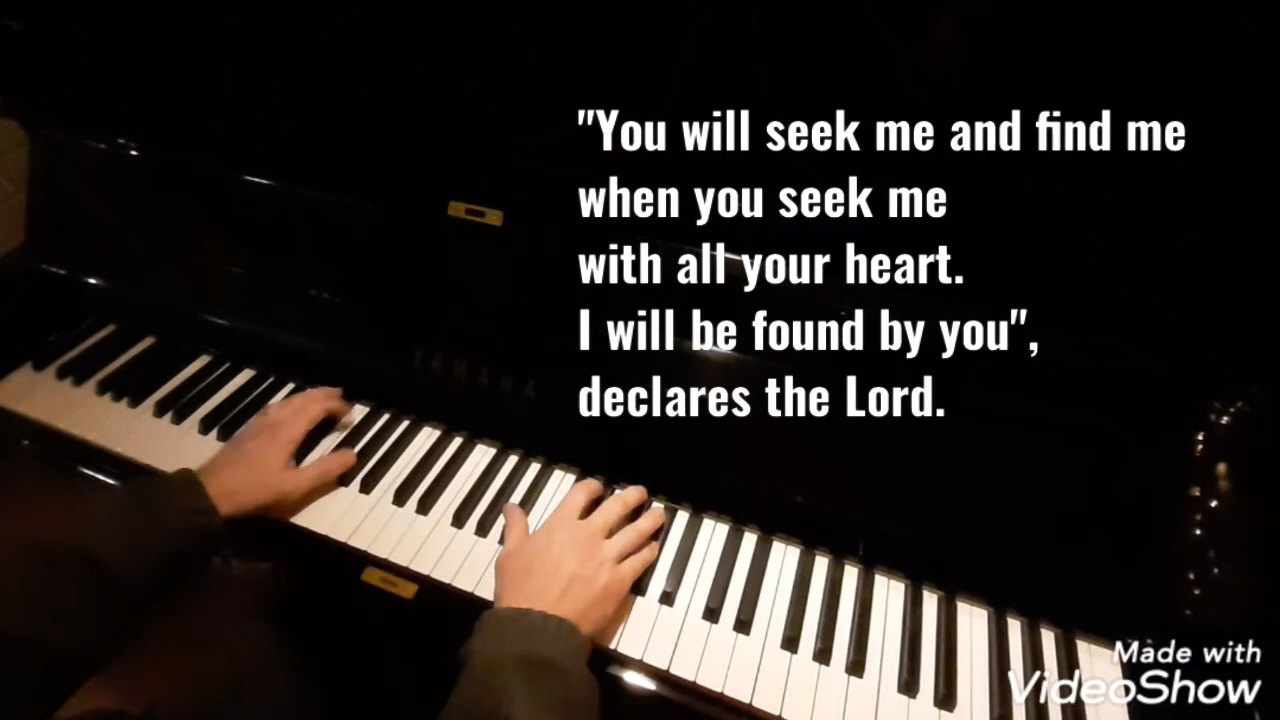 "You will seek me and find me
when you seek me
with all your heart.
I will be found by you",
declares the Lord.
YAMAHA
Made with
VideoShow